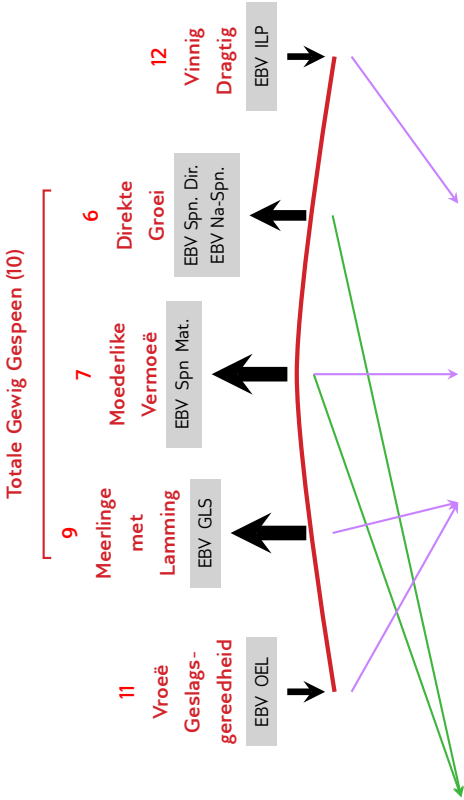 Totale Gewig Gespeen (10)
11
Vroeë
Geslags-
gereedheid
EBV OEL
9
Meerlinge
met
Lamming
EBV GLS
7
Moederlike
Vermoeë
EBV Spn Mat.
6
Direkte
Groei
EBV Spn. Dir.
EBV Na-Spn.
12
Vinnig
Dragtig
EBV ILP